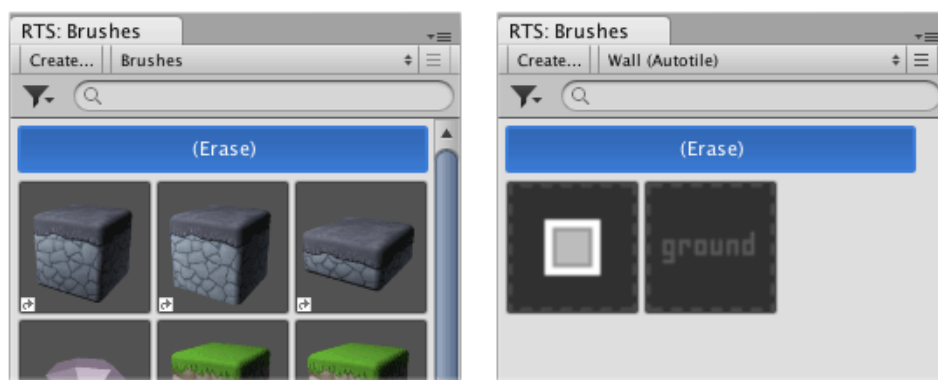 RTS: Brushes
Create... Brushes
(Erase)
RTS: Brushes
Create... Wall (Autotile)
(Erase)
ground